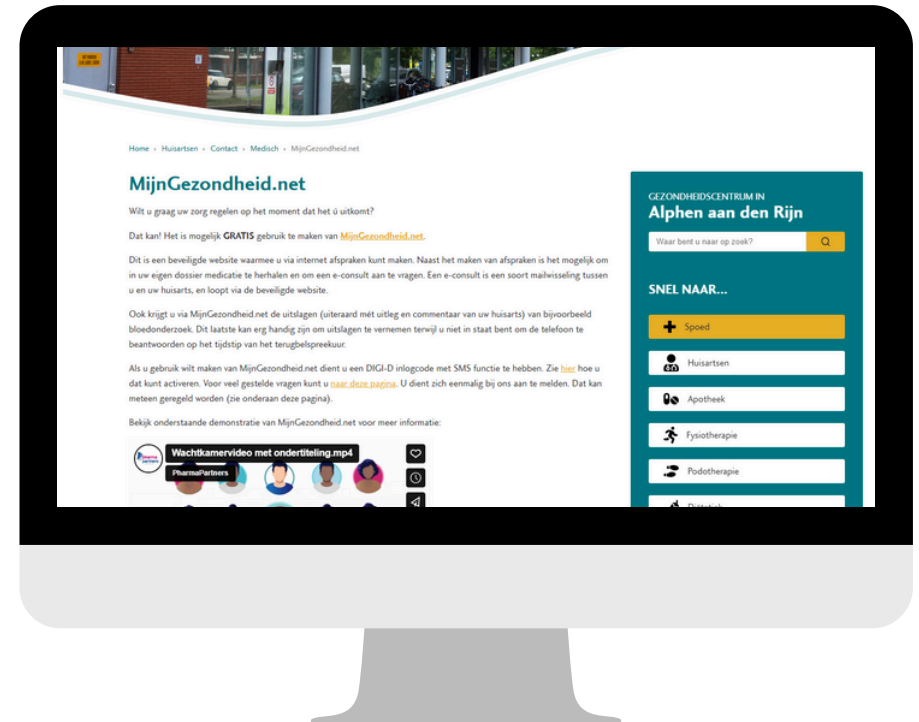 Home • Huisartsen • Contact • Medisch • MijnGezondheid.net
MijnGezondheid.net
Wilt u graag uw zorg regelen op het moment dat het ú uitkomt?
Dat kan! Het is mogelijk GRATIS gebruik te maken van MijnGezondheid.net.
Dit is een beveiligde website waarmee u via internet afspraken kunt maken. Naast het maken van afspraken is het mogelijk om
in uw eigen dossier medicatie te herhalen en om een e-consult aan te vragen. Een e-consult is een soort mailwisseling tussen
u en uw huisarts, en loopt via de beveiligde website.
Ook krijgt u via MijnGezondheid.net de uitslagen (uiteraard mét uitleg en commentaar van uw huisarts) van bijvoorbeeld
bloedonderzoek. Dit laatste kan erg handig zijn om uitslagen te vernemen terwijl u niet in staat bent om de telefoon te
beantwoorden op het tijdstip van het terugbelspreekuur.
Als u gebruik wilt maken van MijnGezondheid.net dient u een DIGI-D inlogcode met SMS functie te hebben. Zie hier hoe u
dat kunt activeren. Voor veel gestelde vragen kunt u naar deze pagina. U dient zich eenmalig bij ons aan te melden. Dat kan
meteen geregeld worden (zie onderaan deze pagina).
Bekijk onderstaande demonstratie van MijnGezondheid.net voor meer informatie:
Wachtkamervideo met ondertiteling.mp4
PharmaPartners
GEZONDHEIDSCENTRUM IN
Alphen aan den Rijn
Waar bent u naar op zoek?
SNEL NAAR...
Spoed
Huisartsen
Apotheek
Fysiotherapie
Podotherapie